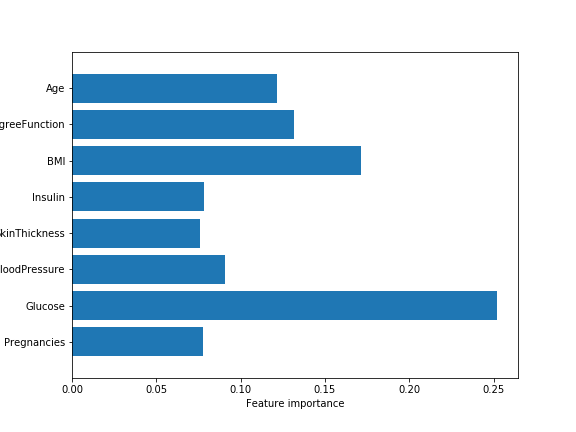 Age
greeFunction
BMI
Insulin
kinThickness
loodPressure
Glucose
Pregnancies
0.00 0.05 0.10 0.15 0.20 0.25
Feature importance